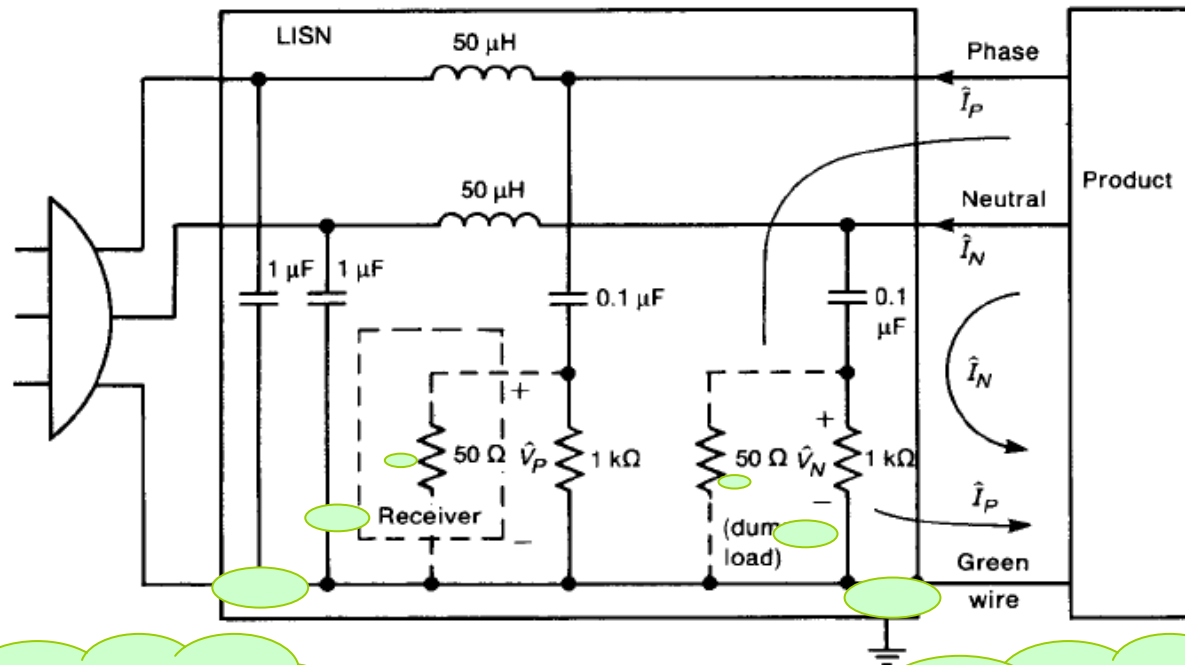 LISN
50 μH
Phase
Î_P
50 μH
Neutral
Î_N
Product
1 μF
1 μF
0.1 μF
0.1
μF
Î_N
+
+
50 Ω
V̂_P
1 kΩ
50 Ω
V̂_N
1 kΩ
Î_P
Receiver
−
−
load)
Green
wire